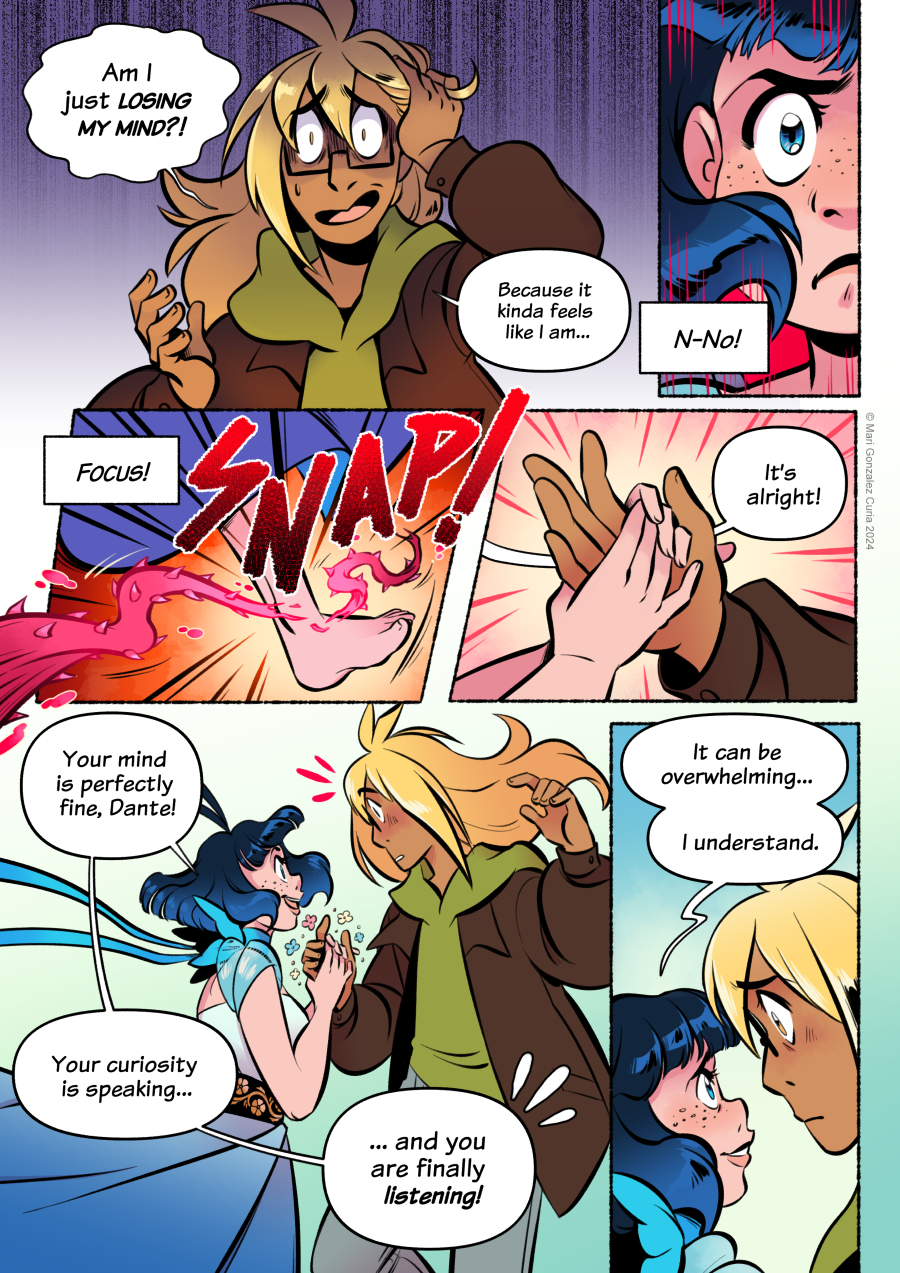 Am I
just LOSING
MY MIND?!
Because it
kinda feels
like I am...
N-No!
Focus!
SNAP!
It's
alright!
© Mari Gonzalez Curia 2024
Your mind
is perfectly
fine, Dante!
Your curiosity
is speaking...
... and you
are finally
listening!
It can be
overwhelming...
I understand.